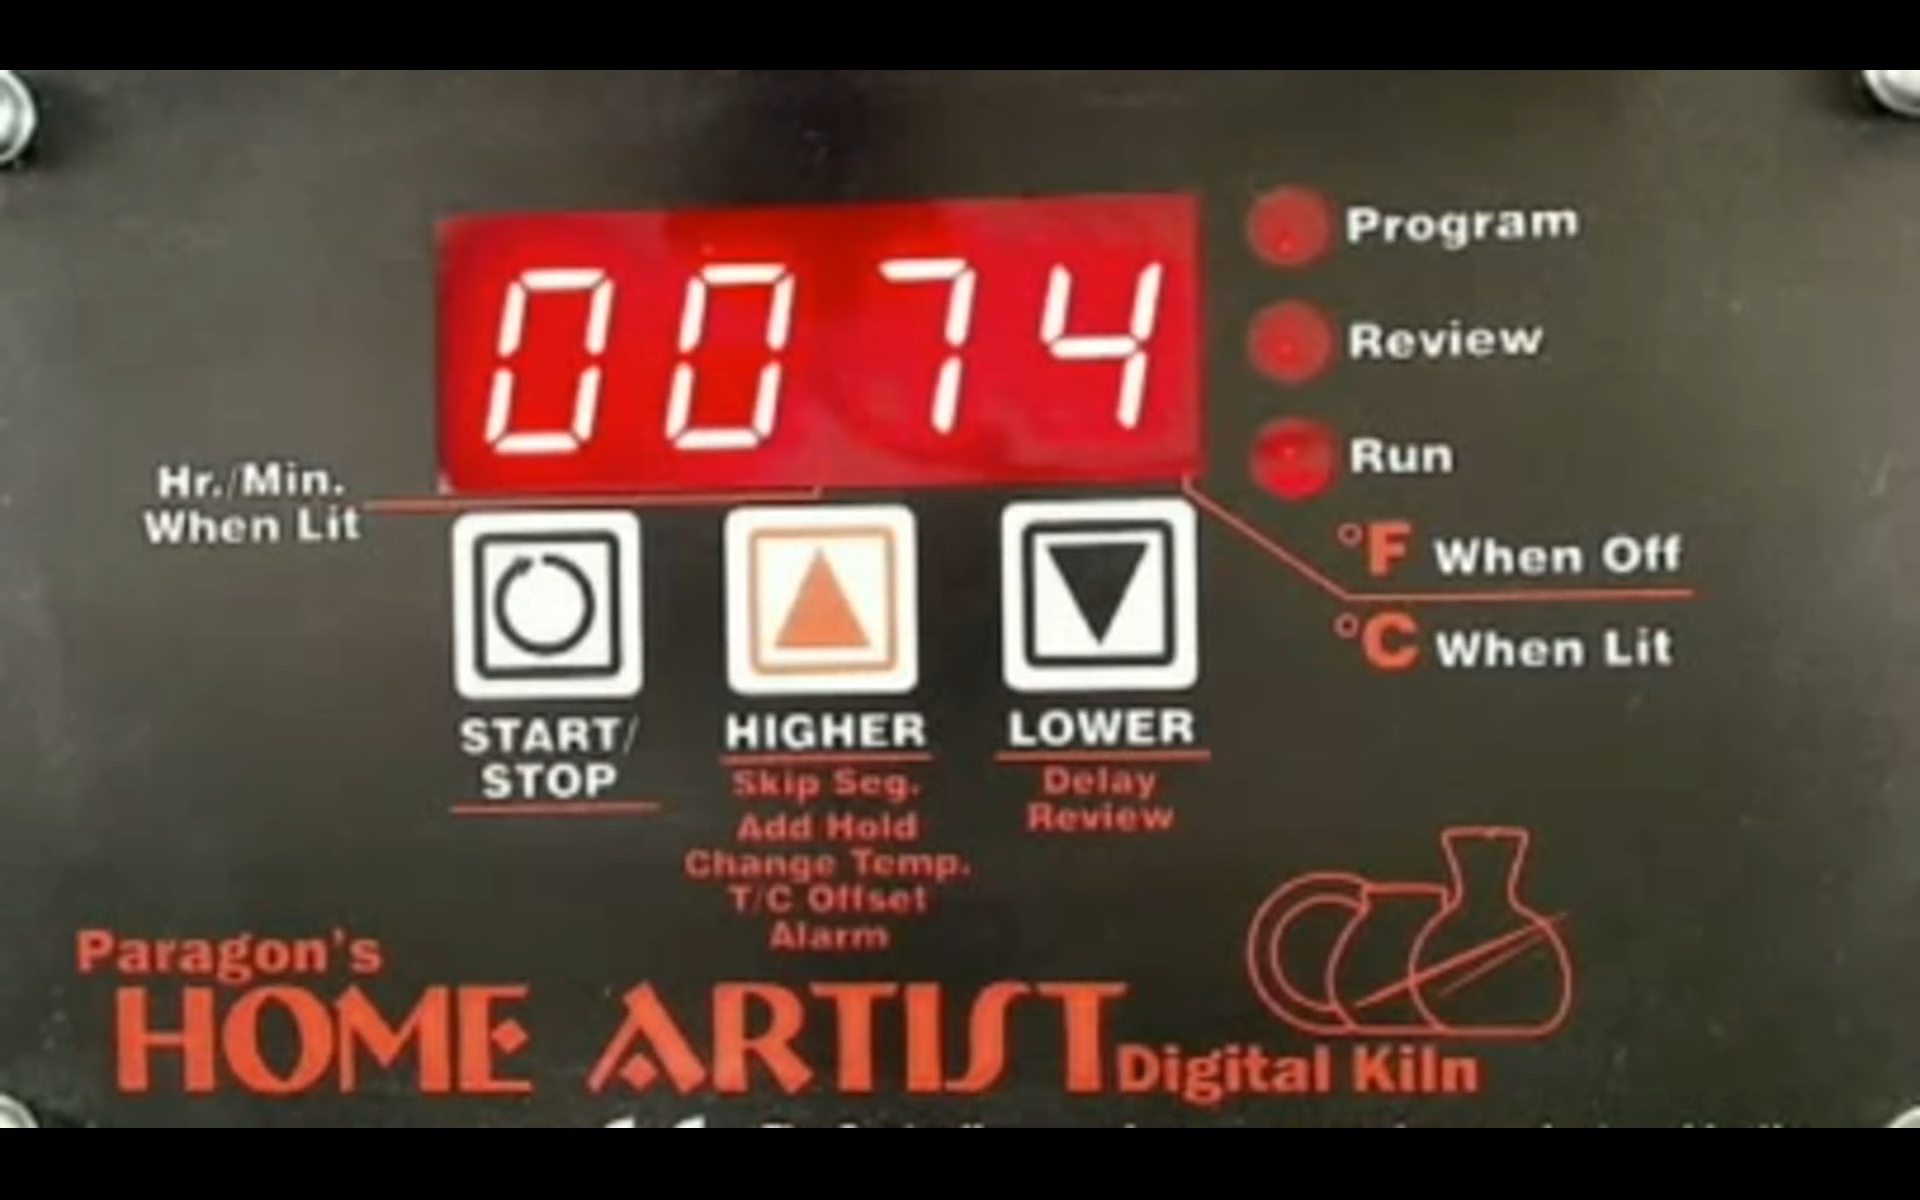 0074
Program
Review
Run
Hr./Min.
When Lit
°F When Off
°C When Lit
START/
STOP
HIGHER
Skip Seg.
Add Hold
Change Temp.
T/C Offset
Alarm
LOWER
Delay
Review
Paragon's
HOME ARTIST
Digital Kiln